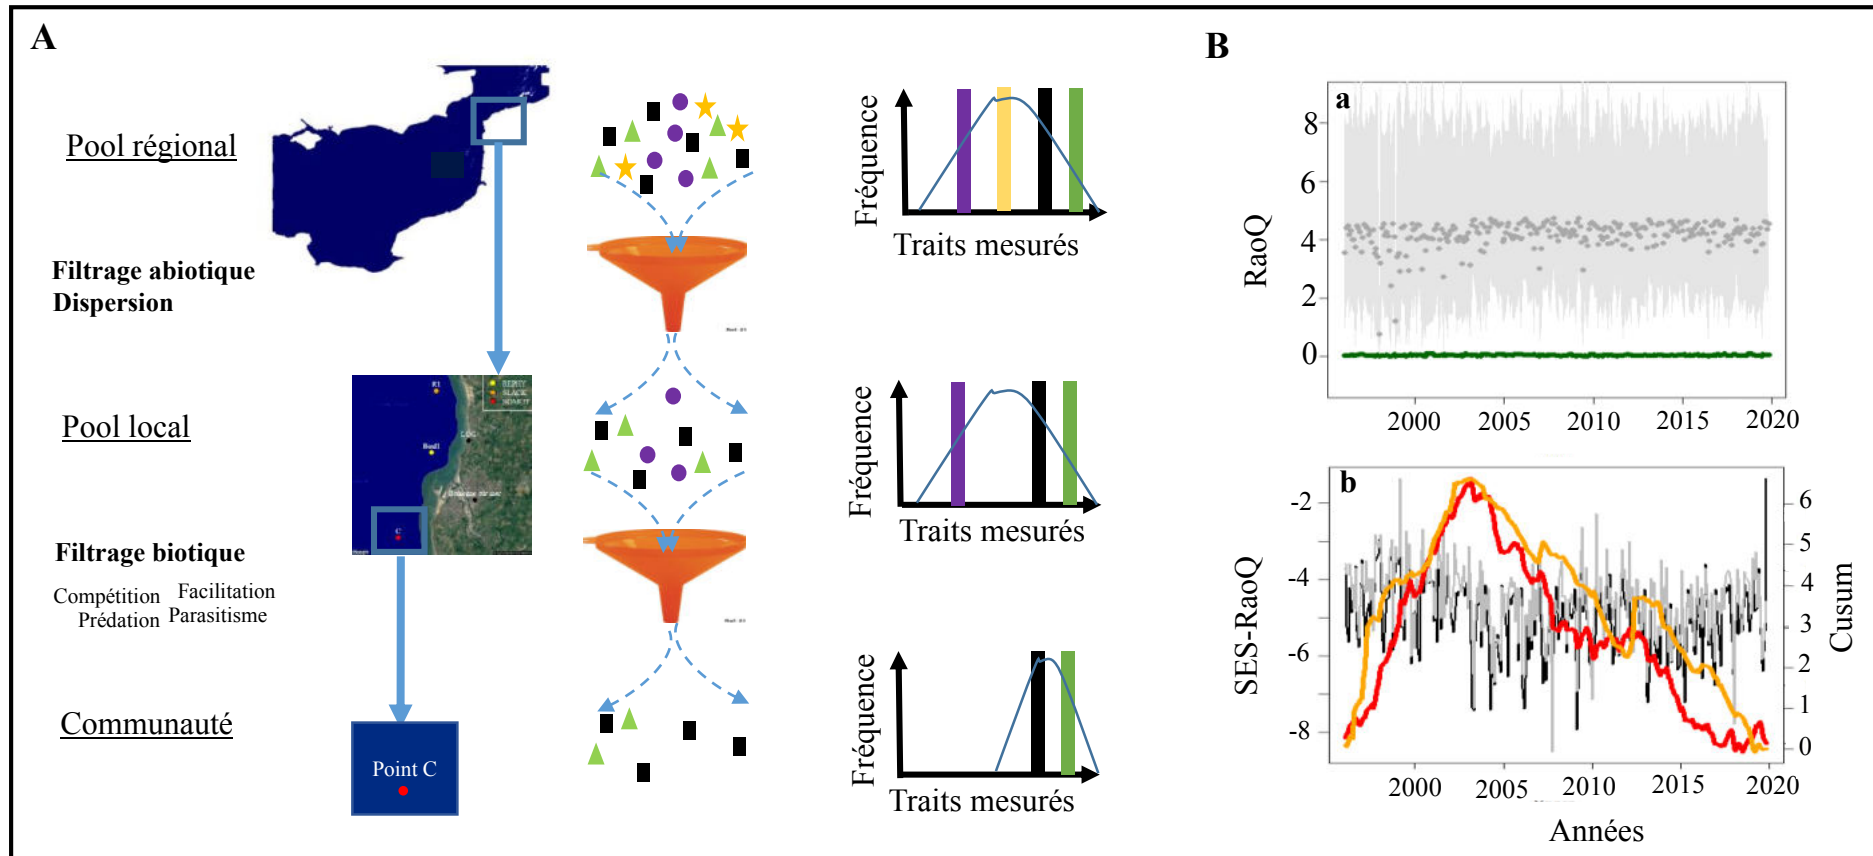 A
Pool régional
Filtrage abiotique
Dispersion
Pool local
Filtrage biotique
Compétition Facilitation
Prédation Parasitisme
Communauté
R1
C
Point C
Fréquence
Traits mesurés
Fréquence
Traits mesurés
Fréquence
Traits mesurés
B
a
RaoQ
8
6
4
2
0
2000 2005 2010 2015 2020
b
SES-RaoQ
-2
-4
-6
-8
Cusum
6
5
4
3
2
1
0
2000 2005 2010 2015 2020
Années